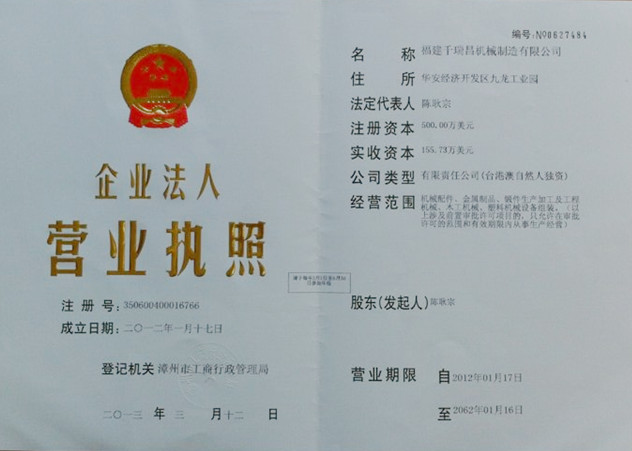 企业法人
营业执照
注册号：350600400016766
成立日期：二〇一二年一月十七日
登记机关 漳州市工商行政管理局
二〇一三年三月十二日
编号：№0627484
名称 福建千瑞昌机械制造有限公司
住所 华安经济开发区九龙工业园
法定代表人 陈耿宗
注册资本 500.00万美元
实收资本 155.73万美元
公司类型 有限责任公司(台港澳自然人独资)
经营范围 机械配件、金属制品、锻件生产加工及工程
机械、木工机械、塑料机械设备组装。（以
上涉及前置审批许可项目的，只允许在审批
许可的范围和有效期限内从事生产经营）
股东(发起人) 陈耿宗
营业期限 自 2012年01月17日
至 2062年01月16日